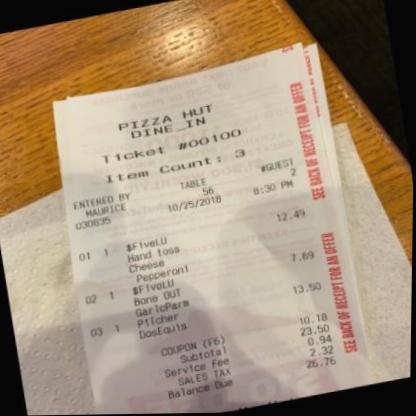 PIZZA HUT
DINE_IN
Ticket #00100
Item Count: 3
ENTERED BY TABLE #GUEST
MAURICE 56 2
030835 10/25/2018 8:30 PM
12.49
01 1 $FiveLU
Hand toss
Cheese
Pepperoni
7.69
02 1 $FiveLU
Bone OUT
GarlcParm
13.50
03 1 Pitcher
DosEquis
COUPON (F6) 10.18
Subtotal 23.50
Service Fee 0.94
SALES TAX 2.32
Balance Due 26.76
SEE BACK OF RECEIPT FOR AN OFFER
SEE BACK OF RECEIPT FOR AN OFFER